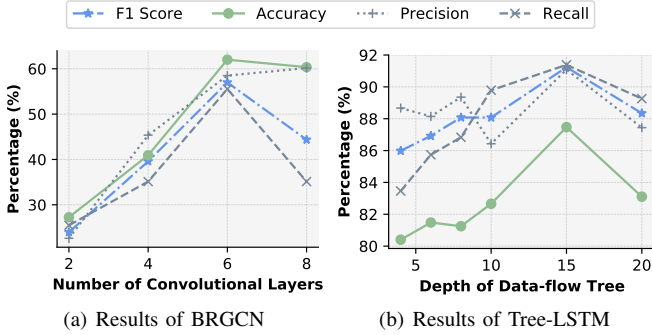 F1 Score Accuracy Precision Recall
Percentage (%)
60
50
40
30
2 4 6 8
Number of Convolutional Layers
(a) Results of BRGCN
Percentage (%)
92
90
88
86
84
82
80
5 10 15 20
Depth of Data-flow Tree
(b) Results of Tree-LSTM